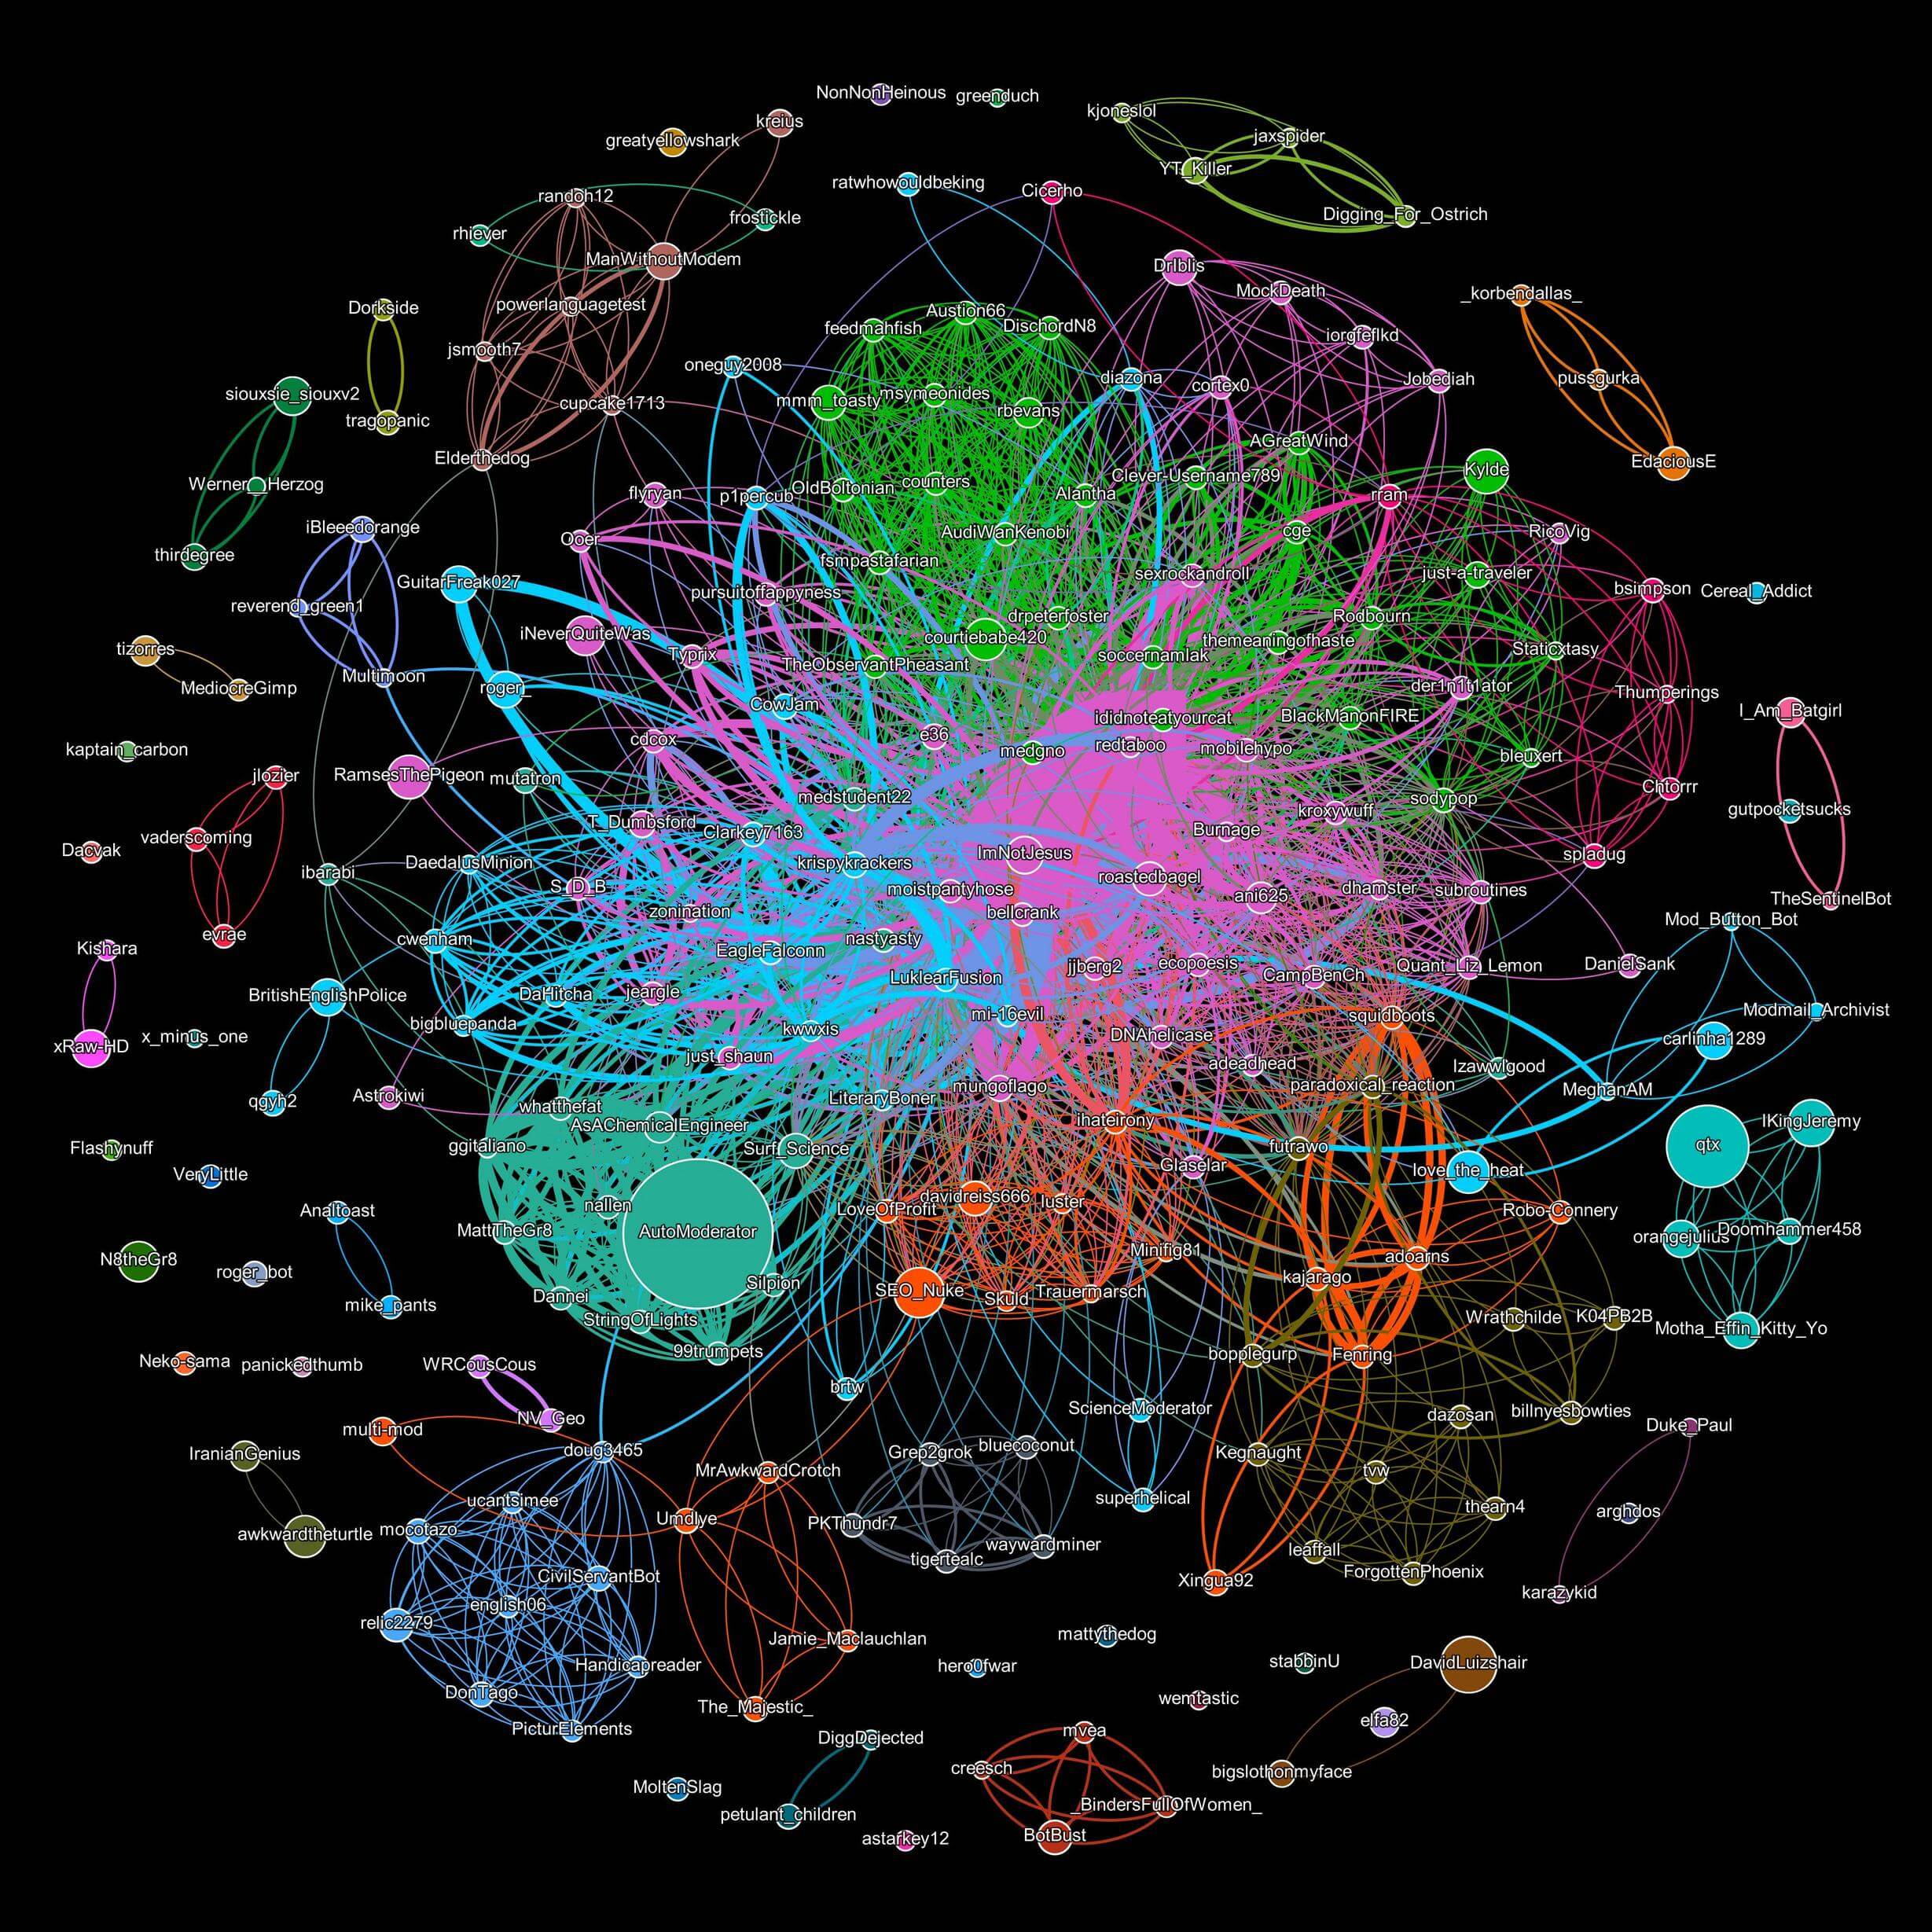 NonNonHeinous
greenduch
kjoneslol
kreius
jaxspider
greatyellowshark
YT_Killer
ratwhowouldbeking
Cicerho
randoh12
Digging_For_Ostrich
frostickle
rhiever
ManWithoutModem
DrIblis
MockDeath
_korbendallas_
powerlanguagetest
Dorkside
Austion66
feedmahfish
DischordN8
iorgfeflkd
jsmooth7
oneguy2008
diazona
cortex0
Jobediah
pussgurka
siouxsie_siouxv2
msymeonides
mmm_toasty
cupcake1713
rbevans
tragopanic
AGreatWind
Elderthedog
EdaciousE
Kylde
Clever-Username789
Werner__Herzog
counters
OldBoltonian
flyryan
p1percub
Alantha
rram
iBleeedorange
AudiWanKenobi
cge
RicoVig
Ooer
thirdegree
fsmpastafarian
sexrockandroll
just-a-traveler
GuitarFreak027
pursuitoffappyness
bsimpson
Cereal_Addict
reverend_green1
drpeterfoster
Rodbourn
iNeverQuiteWas
courtiebabe420
themeaningofhaste
tizorres
Staticxtasy
Typrix
soccernamlak
TheObservantPheasant
Multimoon
MediocreGimp
roger_
der1n1t1ator
Thumperings
CowJam
I_Am_Batgirl
ididnoteatyourcat
BlackManonFIRE
e36
cdcox
redtaboo
mobilehypo
kaptain_carbon
medgno
bleuxert
jlozier
RamsesThePigeon
mutatron
Chtorrr
medstudent22
sodypop
gutpocketsucks
kroxywuff
T_Dumbsford
Clarkey7163
Burnage
vaderscoming
Dacvak
ImNotJesus
spladug
DaedalusMinion
krispykrackers
ibarabi
roastedbagel
S_D_B
moistpantyhose
ani625
dhamster
subroutines
TheSentinelBot
zonination
bellcrank
Mod_Button_Bot
evrae
cwenham
nastyasty
Kishara
EagleFalconn
jjberg2
ecopoesis
Quant_Liz_Lemon
DanielSank
CampBenCh
LuklearFusion
BritishEnglishPolice
DaHitcha
jeargle
Modmail_Archivist
mi-16evil
squidboots
bigbluepanda
kwwxis
x_minus_one
DNAhelicase
carlinha1289
xRaw-HD
just_shaun
adeadhead
Izawwlgood
mungoflago
paradoxical_reaction
MeghanAM
Astrokiwi
LiteraryBoner
qgyh2
whatthefat
ihateirony
IKingJeremy
AsAChemicalEngineer
qtx
ggitaliano
Surf_Science
futrawo
Flashynuff
Glaselar
love_the_heat
VeryLittle
davidreiss666
luster
nallen
LoveOfProfit
Analtoast
Robo-Connery
MattTheGr8
AutoModerator
orangejulius
Doomhammer458
Minifig81
adoarns
N8theGr8
roger_bot
kajarago
Silpion
SEO_Nuke
Trauermarsch
Dannei
Skuld
mike_pants
Wrathchilde
K04PB2B
StringOfLights
Motha_Effin_Kitty_Yo
99trumpets
bopplegurp
Fenring
Neko-sama
panickedthumb
WRCousCous
brtw
ScienceModerator
billnyesbowties
dazosan
NV_Geo
multi-mod
Duke_Paul
bluecoconut
doug3465
Grep2grok
Kegnaught
IranianGenius
MrAwkwardCrotch
tvw
ucantsimee
superhelical
thearn4
arghdos
Umdlye
PKThundr7
mocotazo
awkwardtheturtle
waywardminer
leaffall
tigertealc
ForgottenPhoenix
CivilServantBot
Xingua92
karazykid
english06
relic2279
mattythedog
Jamie_Maclauchlan
stabbinU
DavidLuizshair
hero0fwar
Handicapreader
DonTago
wemtastic
The_Majestic_
elfa82
PicturElements
mvea
DiggDejected
creesch
bigslothonmyface
MoltenSlag
_BindersFullOfWomen_
petulant_children
BotBust
astarkey12